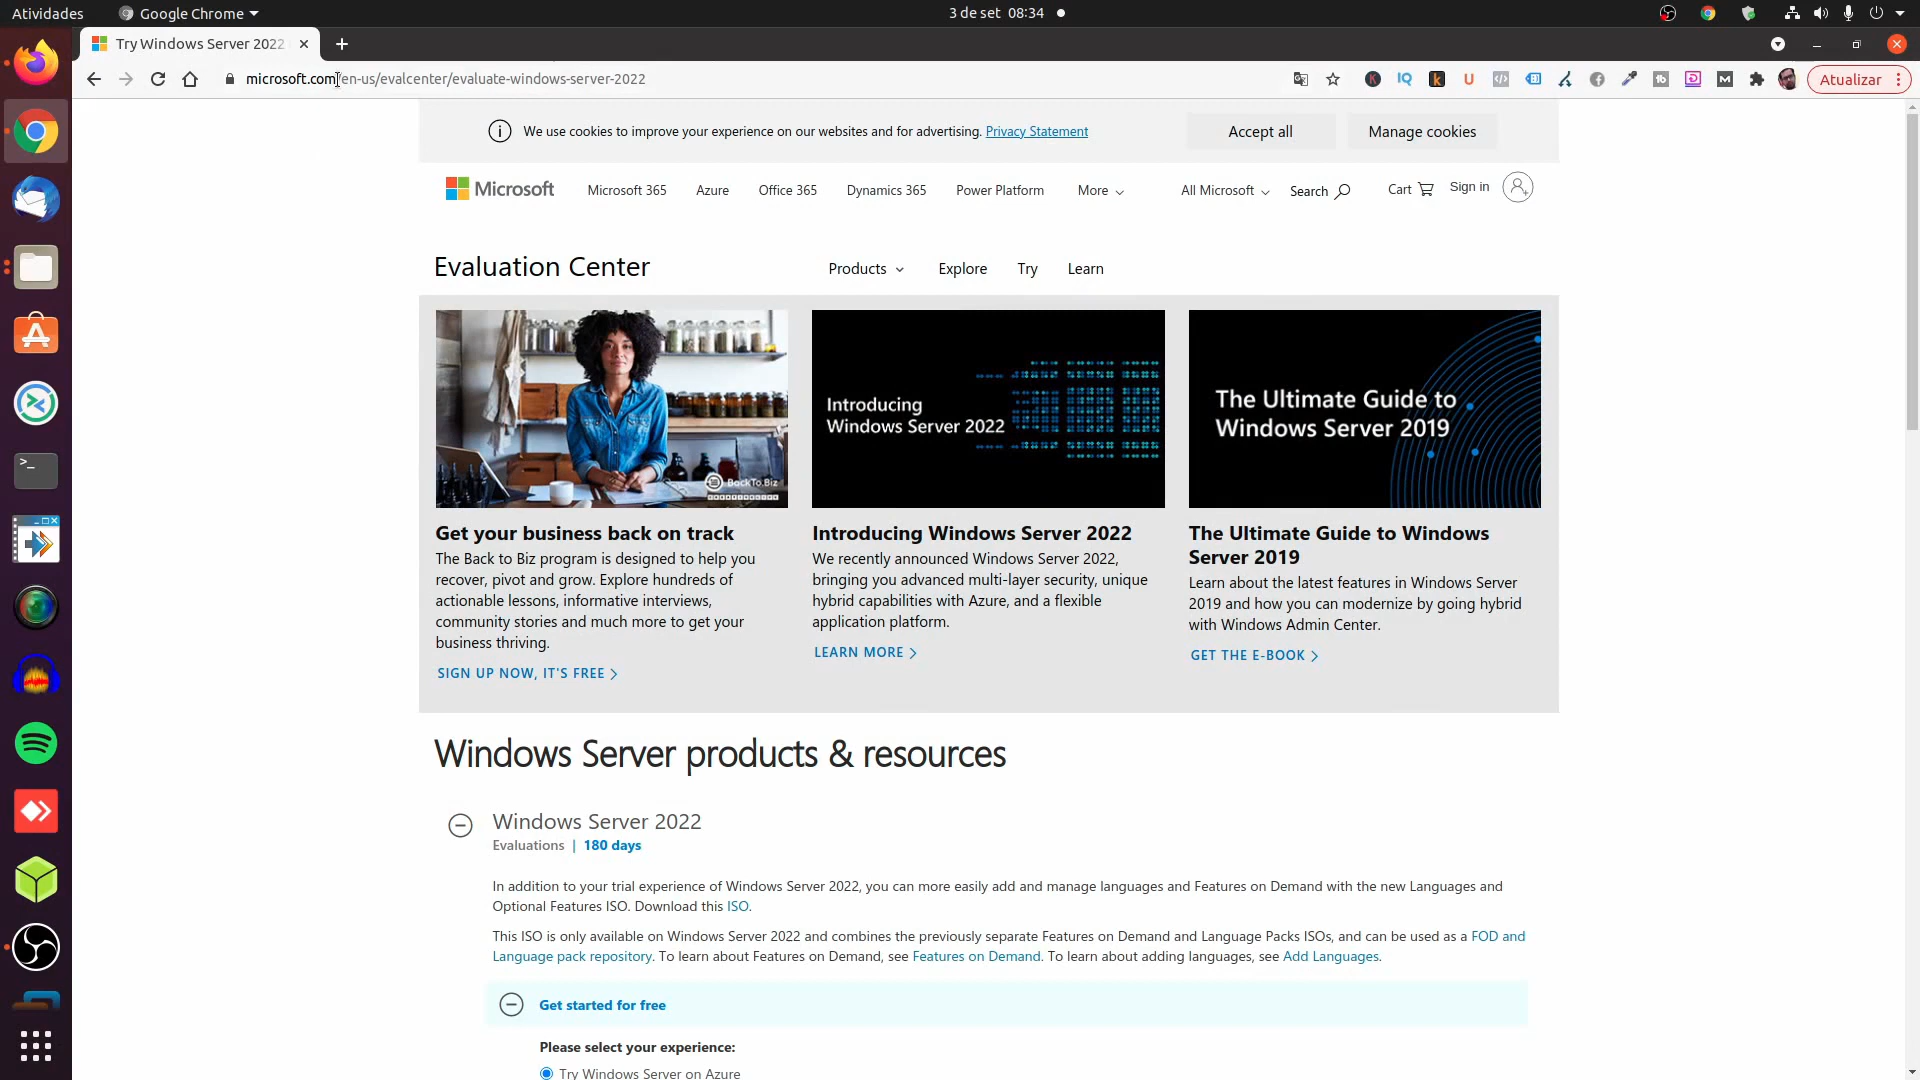 Atividades
Google Chrome
3 de set 08:34
Try Windows Server 2022
microsoft.com/en-us/evalcenter/evaluate-windows-server-2022
Atualizar
We use cookies to improve your experience on our websites and for advertising. Privacy Statement
Accept all
Manage cookies
Microsoft
Microsoft 365
Azure
Office 365
Dynamics 365
Power Platform
More
All Microsoft
Search
Cart
Sign in
Evaluation Center
Products
Explore
Try
Learn
BackTo.Biz
Introducing
Windows Server 2022
The Ultimate Guide to
Windows Server 2019
Get your business back on track
The Back to Biz program is designed to help you
recover, pivot and grow. Explore hundreds of
actionable lessons, informative interviews,
community stories and much more to get your
business thriving.
SIGN UP NOW, IT'S FREE
Introducing Windows Server 2022
We recently announced Windows Server 2022,
bringing you advanced multi-layer security, unique
hybrid capabilities with Azure, and a flexible
application platform.
LEARN MORE
The Ultimate Guide to Windows
Server 2019
Learn about the latest features in Windows Server
2019 and how you can modernize by going hybrid
with Windows Admin Center.
GET THE E-BOOK
Windows Server products & resources
Windows Server 2022
Evaluations | 180 days
In addition to your trial experience of Windows Server 2022, you can more easily add and manage languages and Features on Demand with the new Languages and
Optional Features ISO. Download this ISO.
This ISO is only available on Windows Server 2022 and combines the previously separate Features on Demand and Language Packs ISOs, and can be used as a FOD and
Language pack repository. To learn about Features on Demand, see Features on Demand. To learn about adding languages, see Add Languages.
Get started for free
Please select your experience:
Try Windows Server on Azure